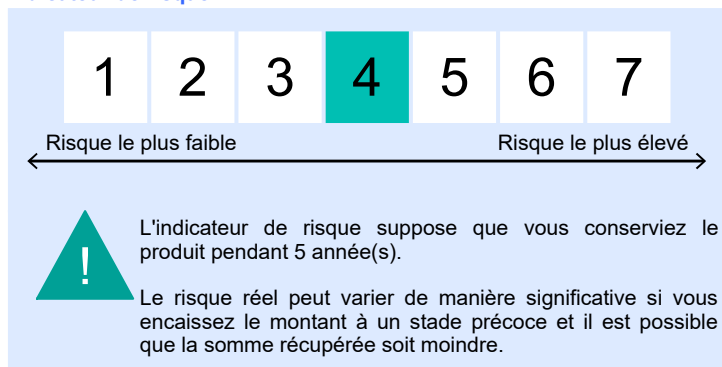 1 2 3 4 5 6 7
Risque le plus faible Risque le plus élevé
!
L'indicateur de risque suppose que vous conserviez le
produit pendant 5 année(s).
Le risque réel peut varier de manière significative si vous
encaissez le montant à un stade précoce et il est possible
que la somme récupérée soit moindre.